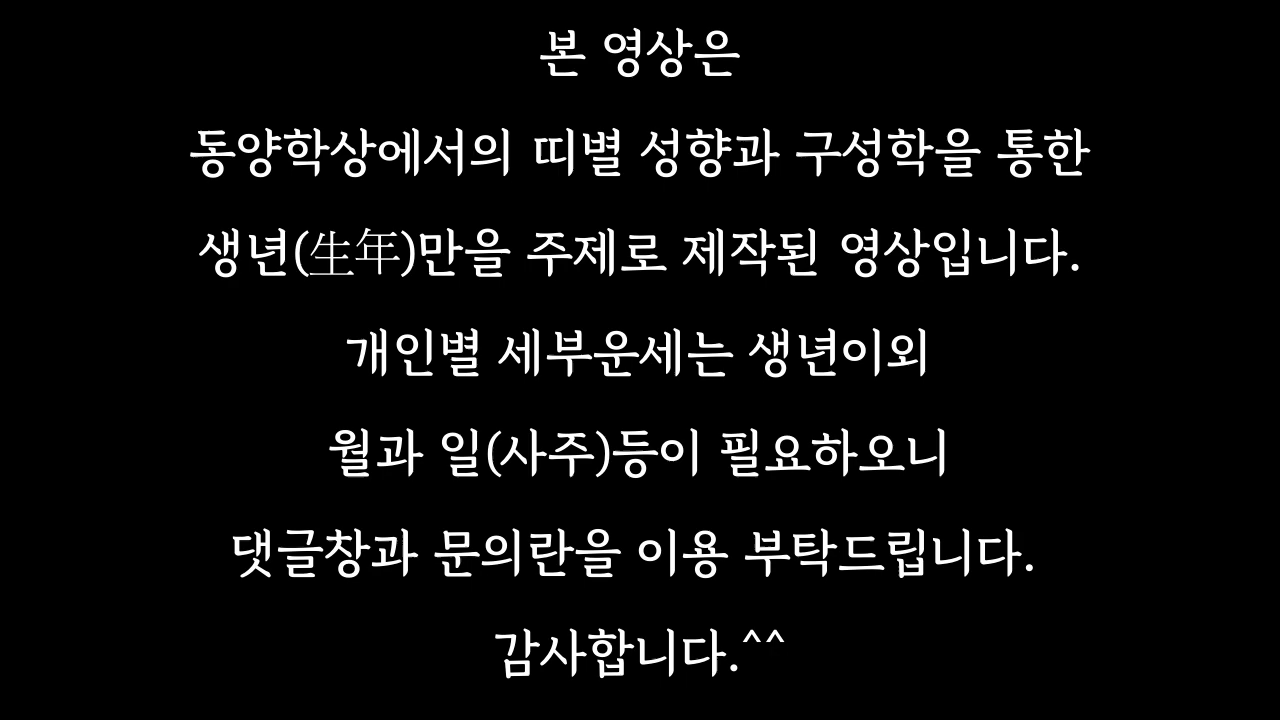 본 영상은
동양학상에서의 띠별 성향과 구성학을 통한
생년(生年)만을 주제로 제작된 영상입니다.
개인별 세부운세는 생년이외
월과 일(사주)등이 필요하오니
댓글창과 문의란을 이용 부탁드립니다.
감사합니다.^^